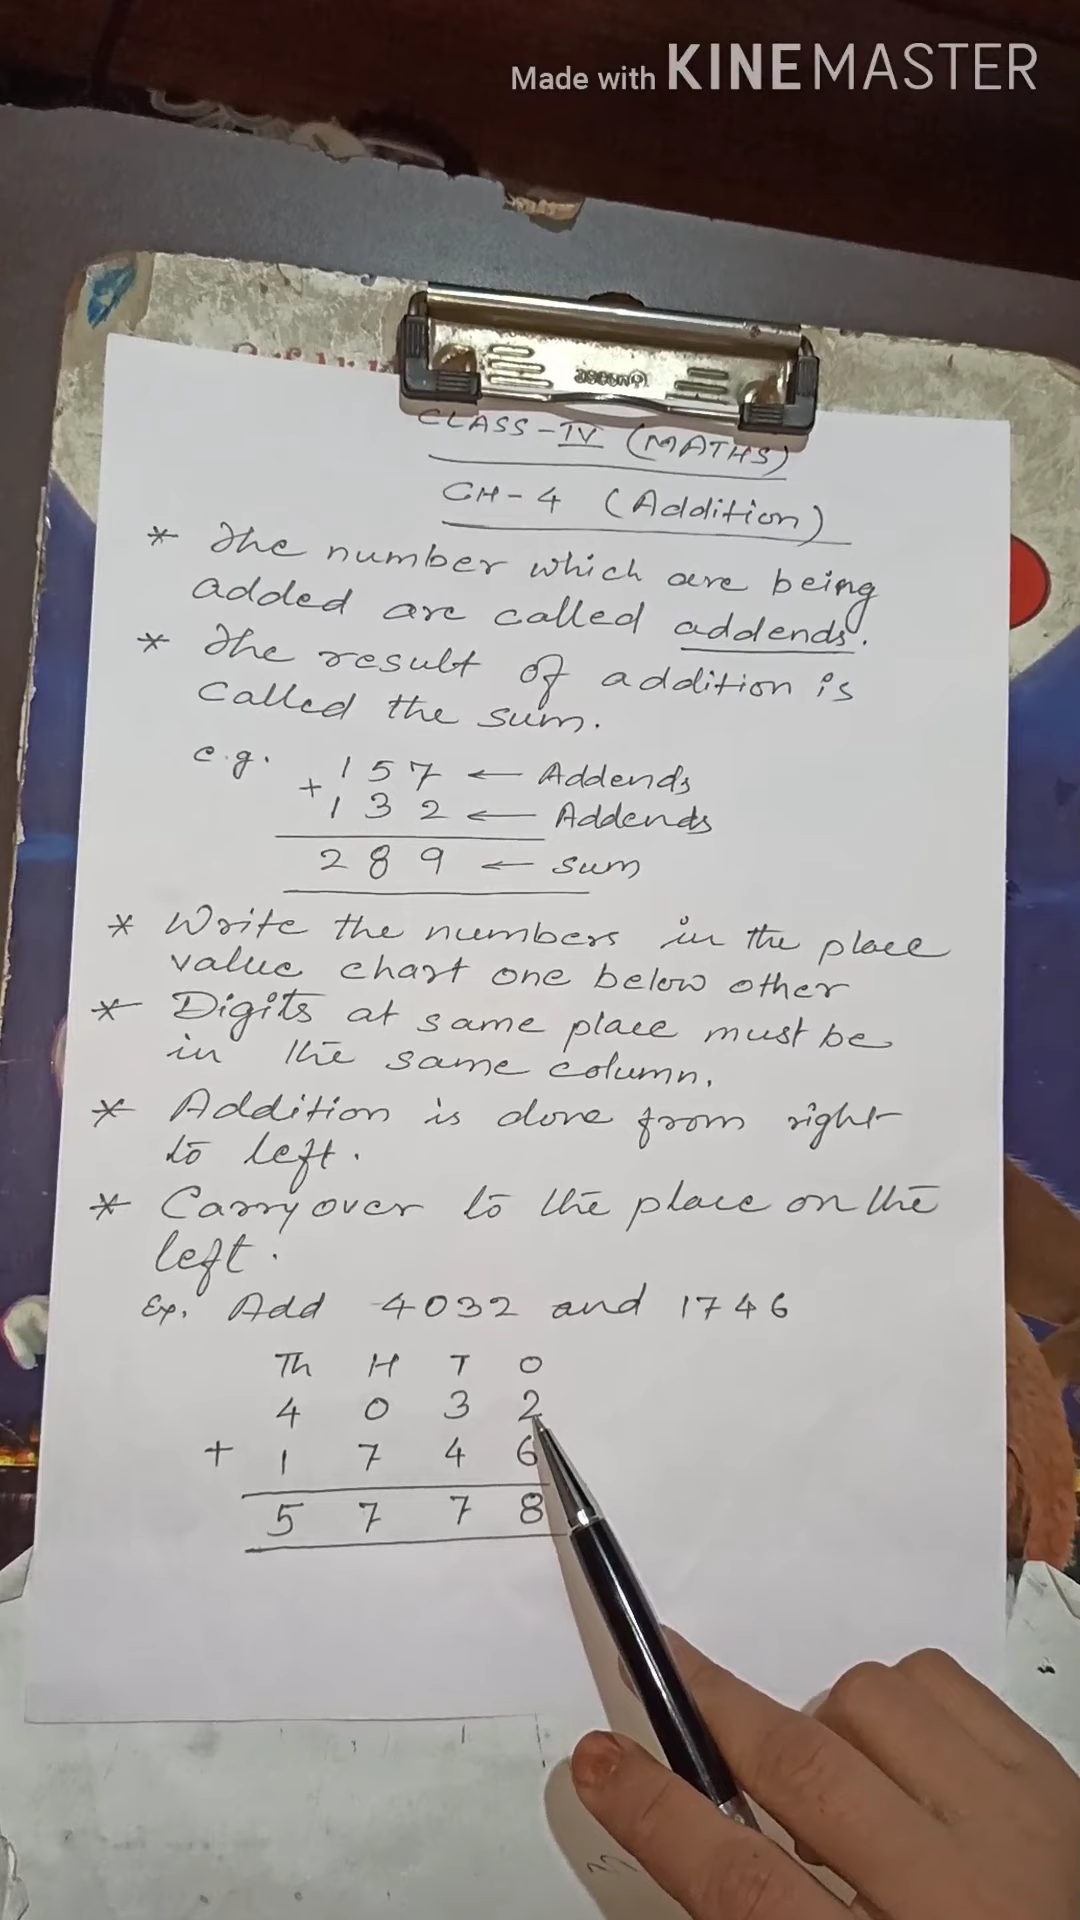 Made with KINEMASTER
CLASS-IV (MATHS)
CH-4 (Addition)
* The number which are being
added are called addends.
* The result of addition is
called the sum.
e.g. 157 ← Addends
+ 132 ← Addends
289 ← sum
* Write the numbers in the place
value chart one below other
* Digits at same place must be
in the same column.
* Addition is done from right
to left.
* Carry over to the place on the
left.
Ex. Add 4032 and 1746
Th H T O
4 0 3 2
+ 1 7 4 6
5 7 7 8